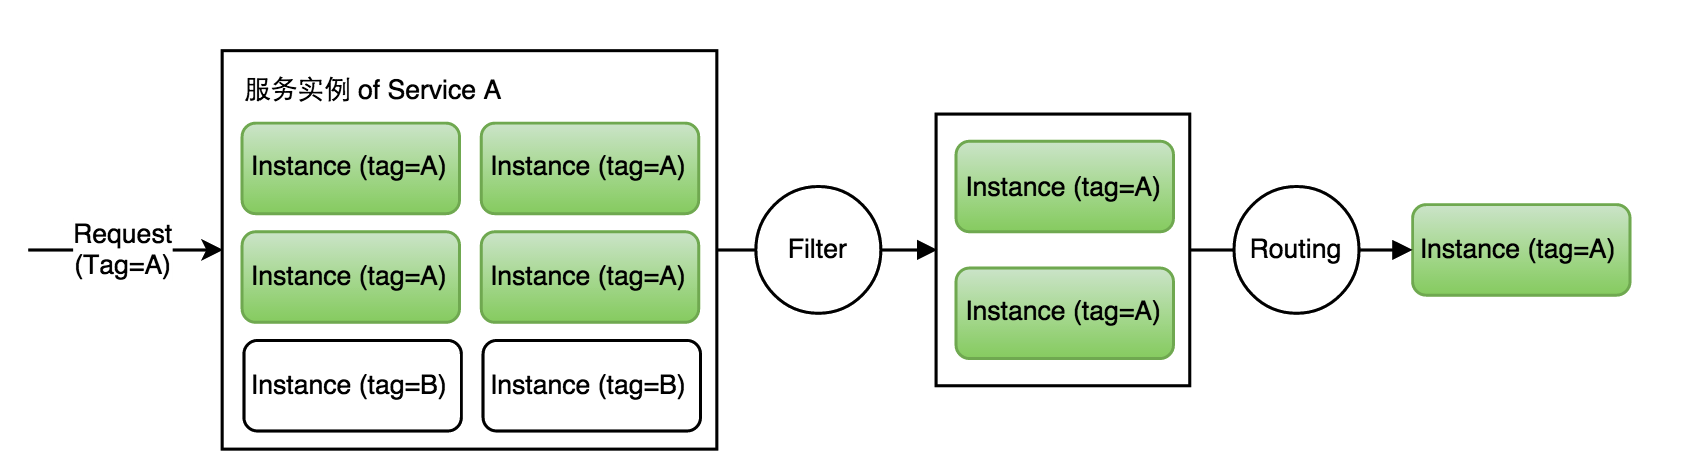 服务实例 of Service A
Instance (tag=A)
Instance (tag=A)
Request
(Tag=A)
Instance (tag=A)
Instance (tag=A)
Instance (tag=B)
Instance (tag=B)
Filter
Instance (tag=A)
Instance (tag=A)
Routing
Instance (tag=A)